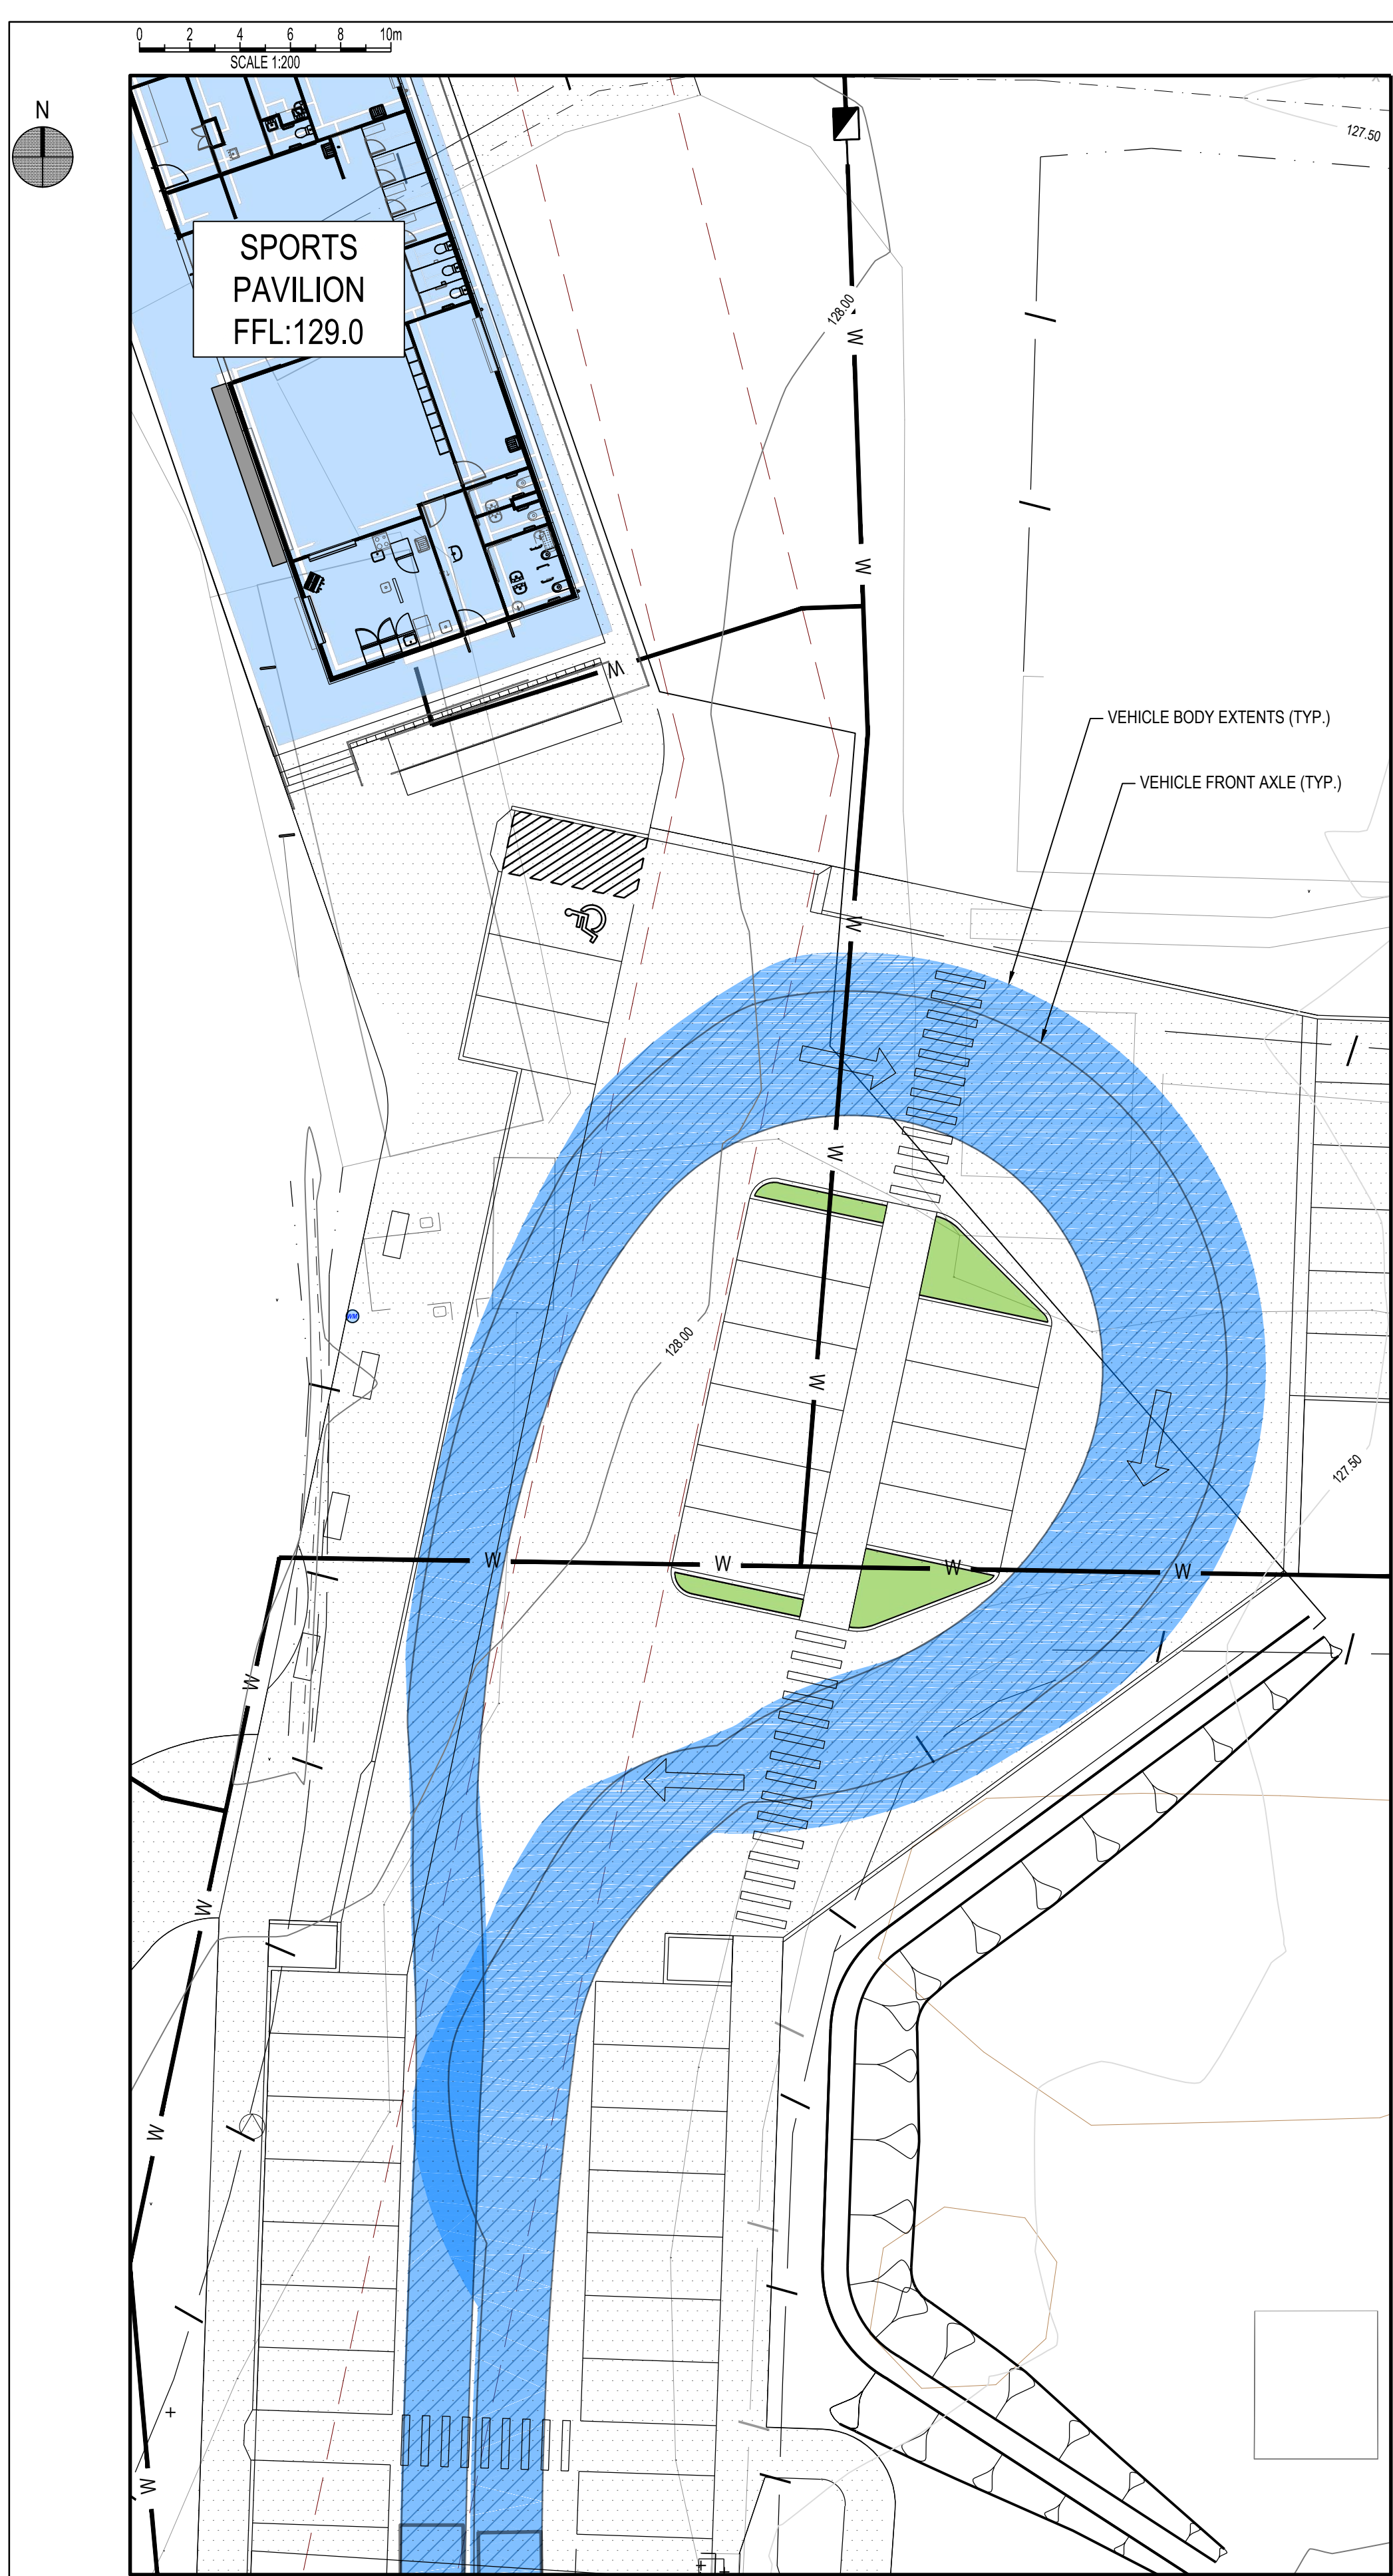 0 2 4 6 8 10m
SCALE 1:200
N
127.50
SPORTS
PAVILION
FFL:129.0
128.00
W
W
W
VEHICLE BODY EXTENTS (TYP.)
VEHICLE FRONT AXLE (TYP.)
W
W
WM
128.00
W
127.50
W
W
W
W
W
W
W
W